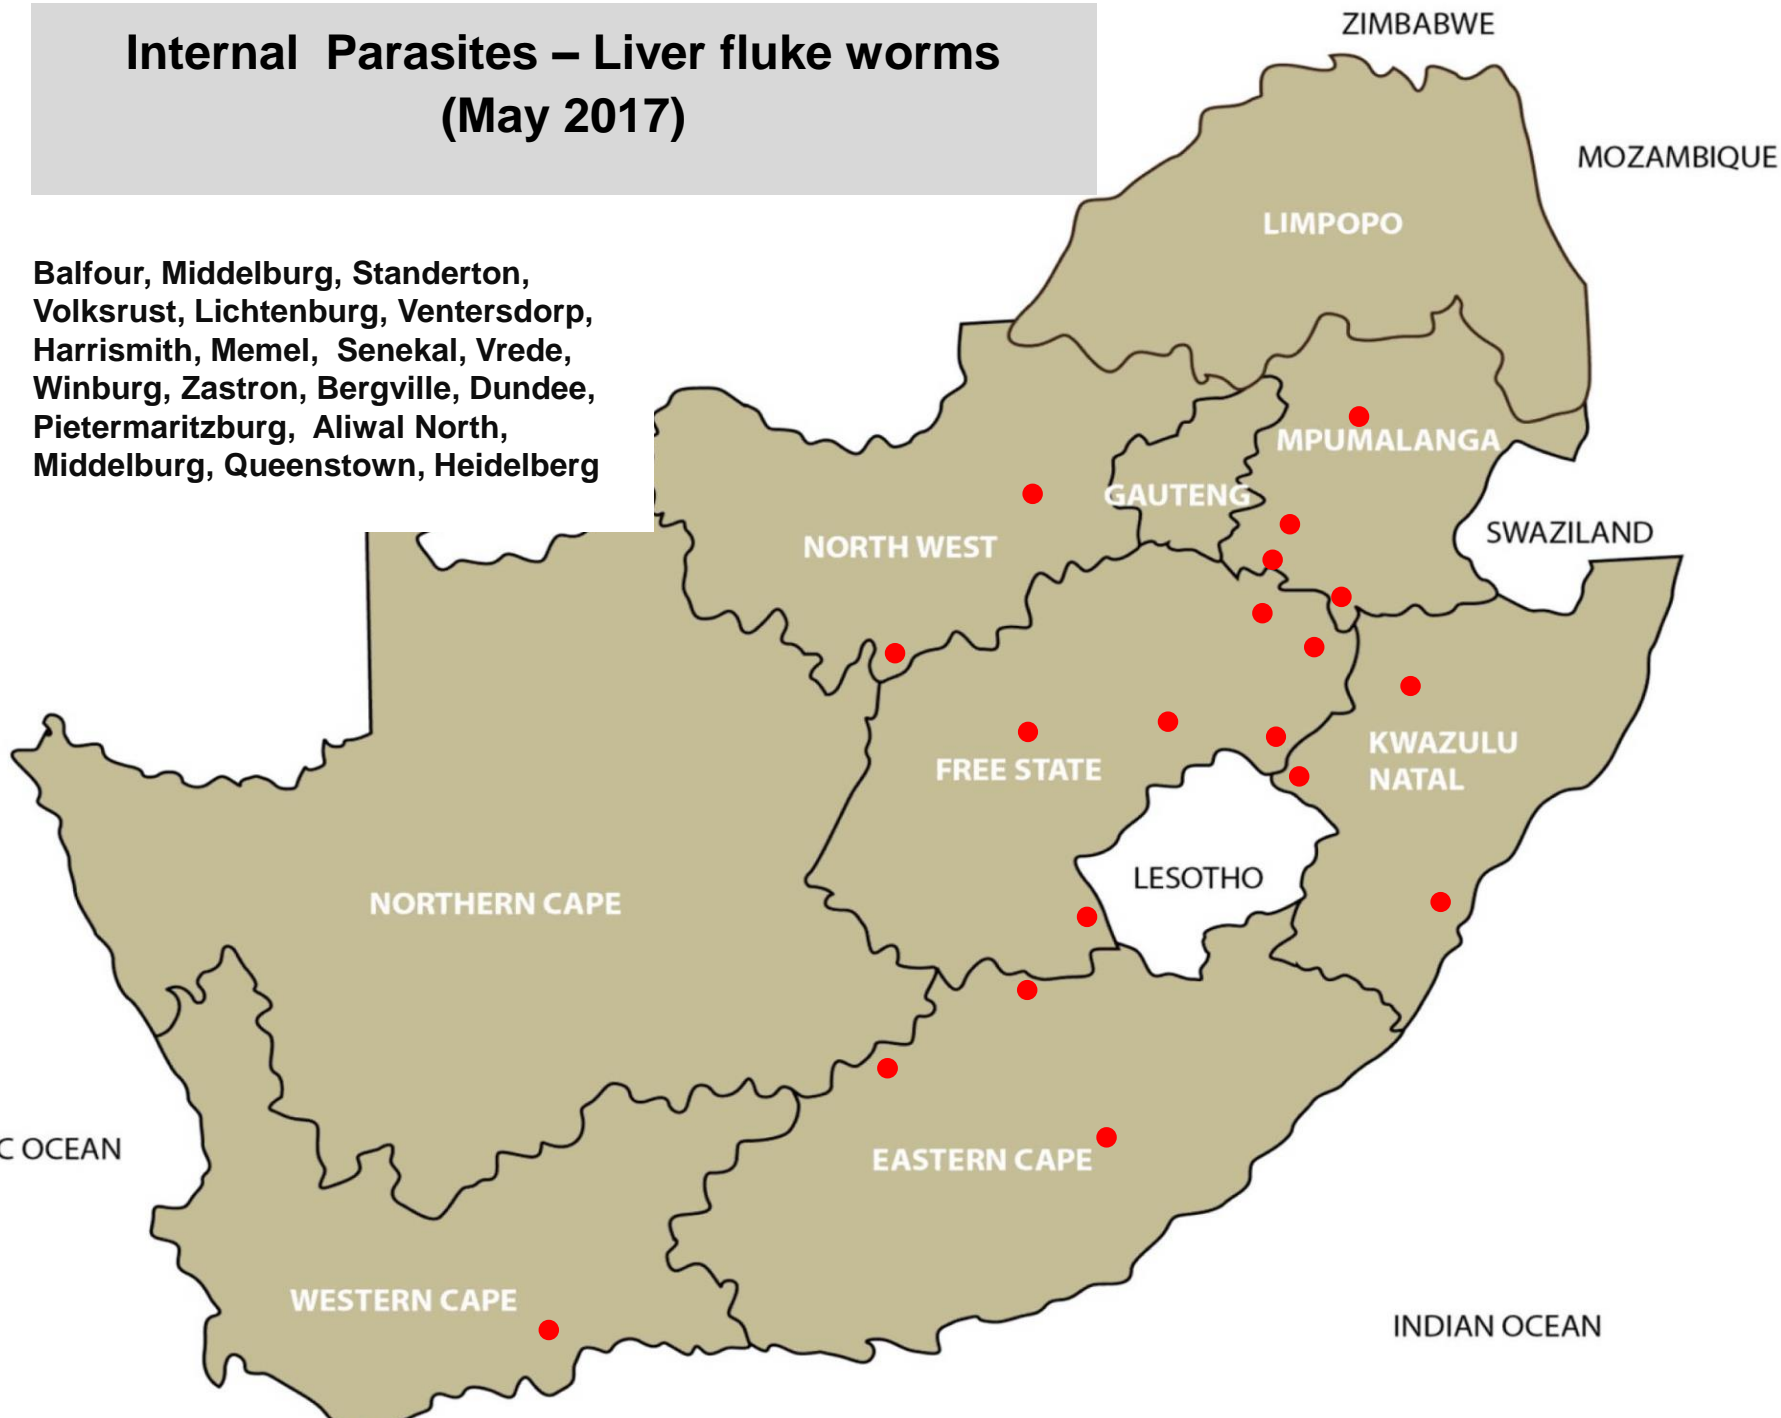 Internal Parasites – Liver fluke worms
(May 2017)
ZIMBABWE
MOZAMBIQUE
LIMPOPO
Balfour, Middelburg, Standerton,
Volksrust, Lichtenburg, Ventersdorp,
Harrismith, Memel, Senekal, Vrede,
Winburg, Zastron, Bergville, Dundee,
Pietermaritzburg, Aliwal North,
Middelburg, Queenstown, Heidelberg
MPUMALANGA
GAUTENG
NORTH WEST
SWAZILAND
FREE STATE
KWAZULU
NATAL
LESOTHO
NORTHERN CAPE
C OCEAN
EASTERN CAPE
WESTERN CAPE
INDIAN OCEAN